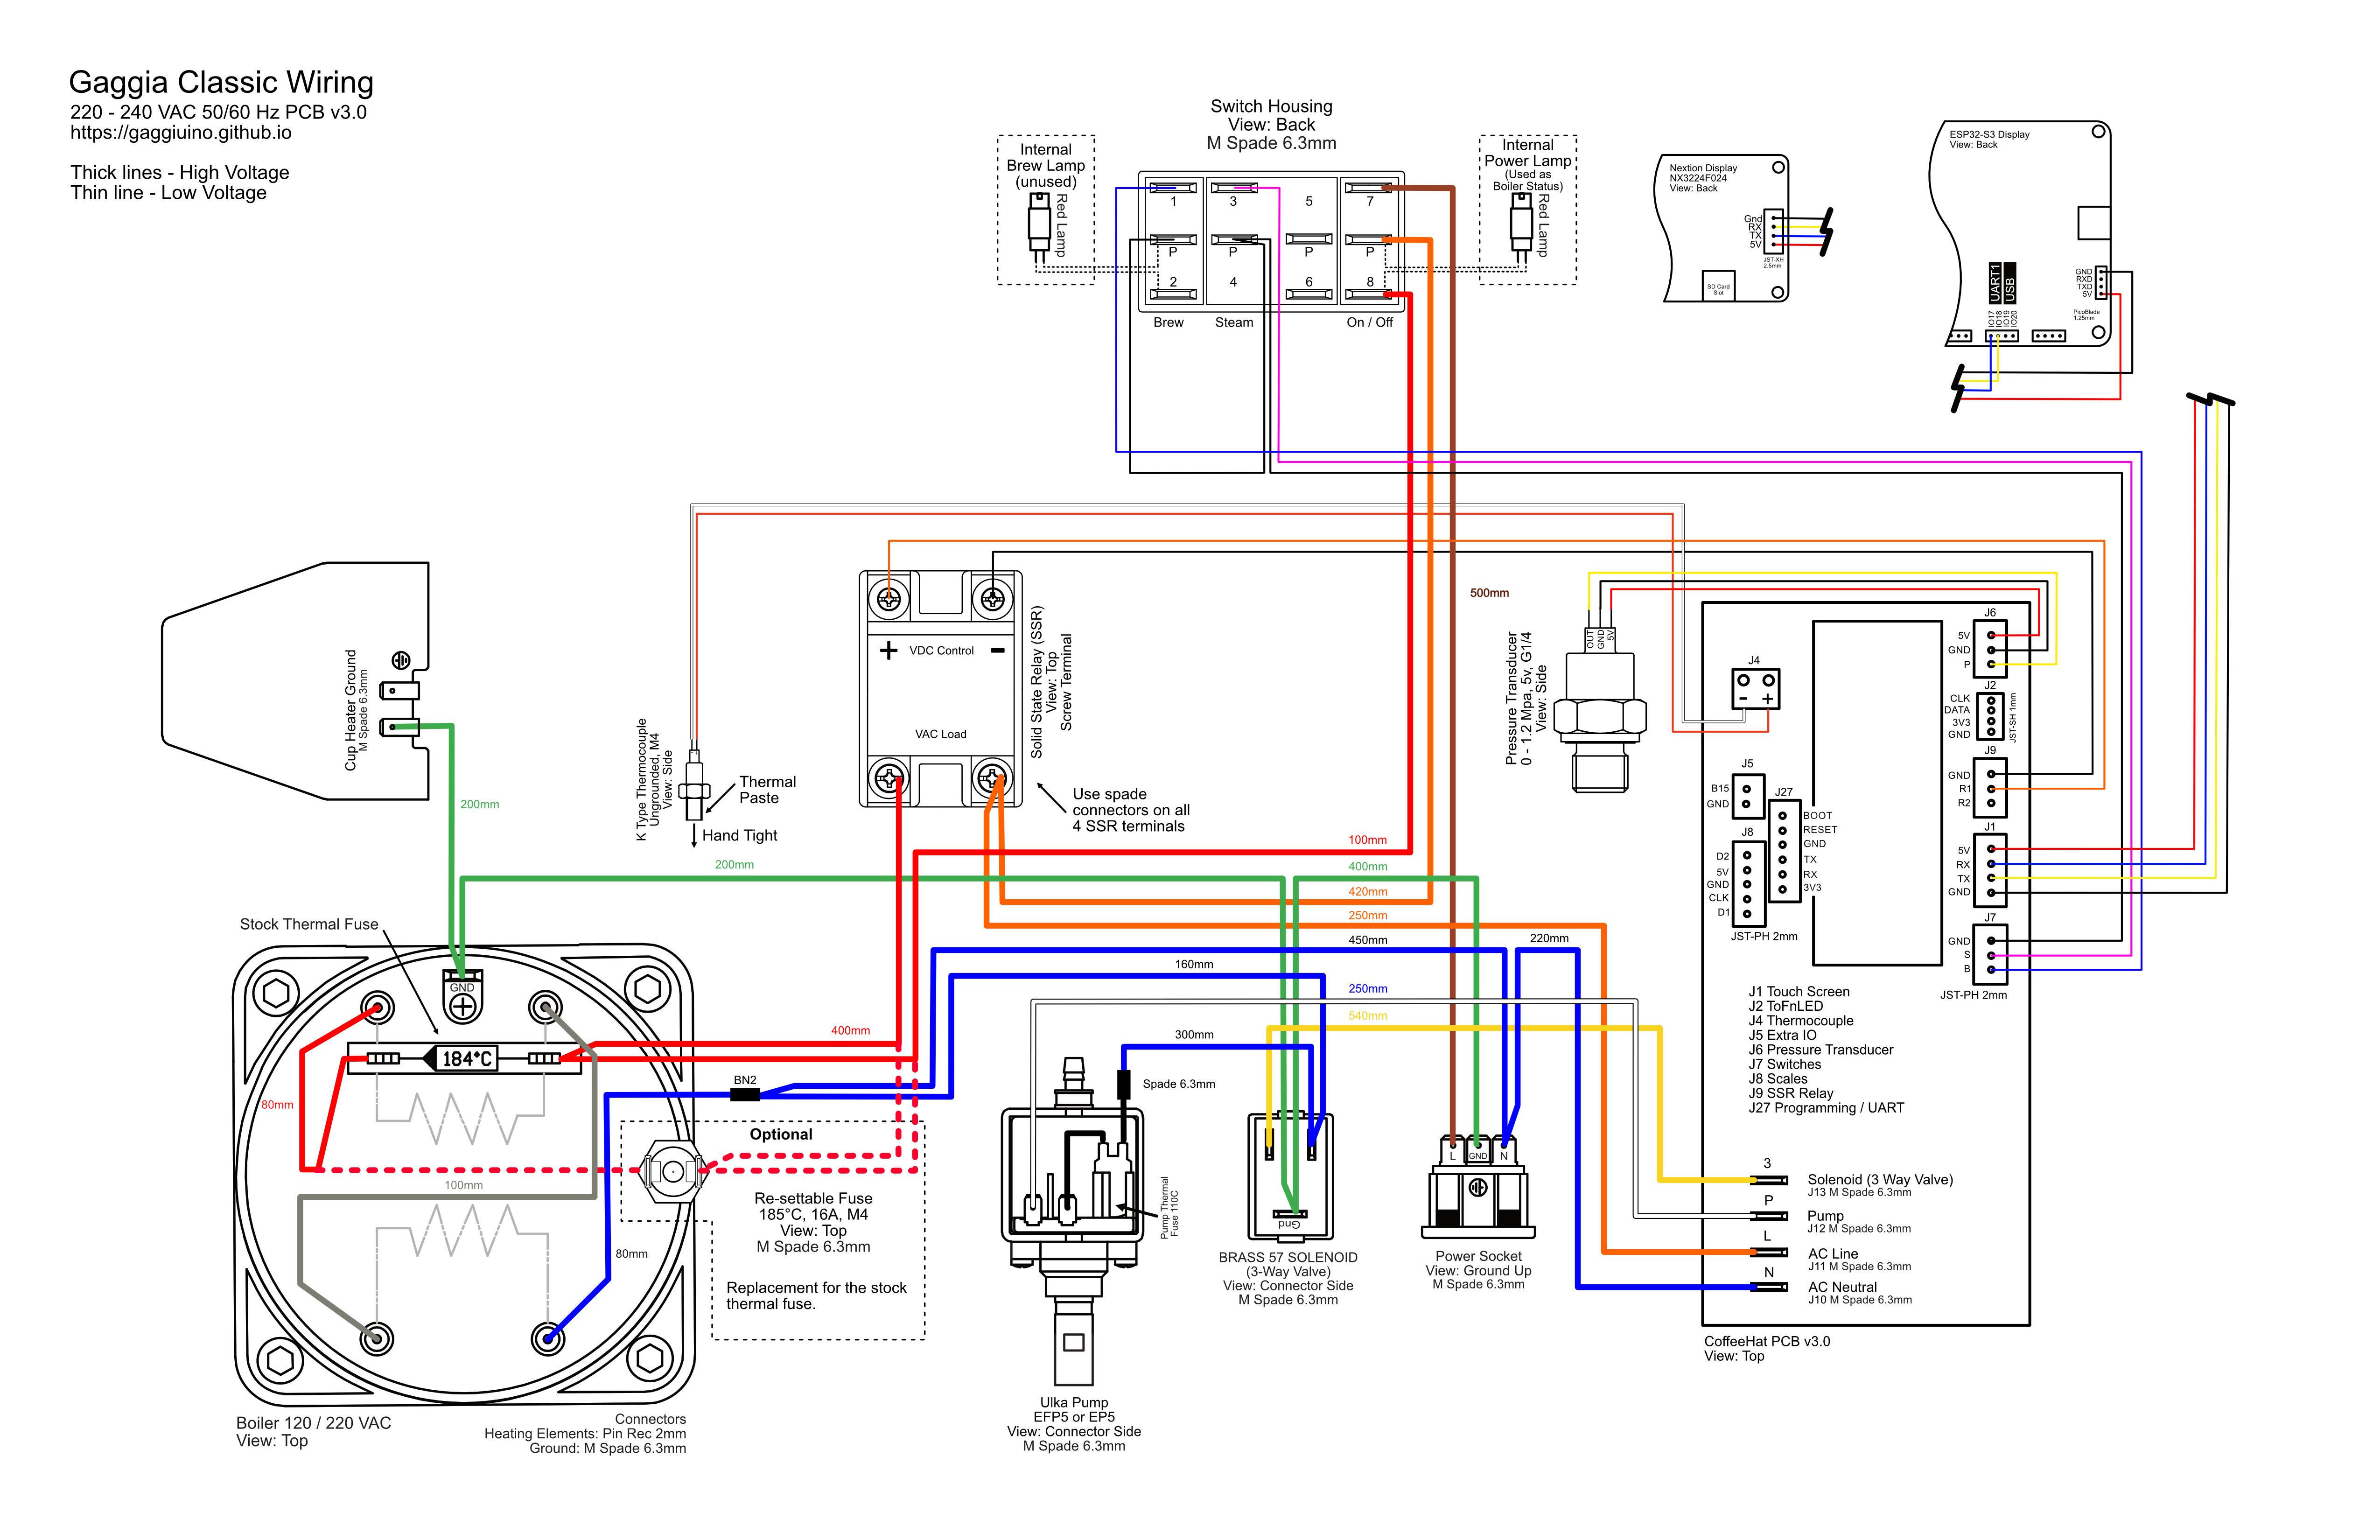 Gaggia Classic Wiring
220 - 240 VAC 50/60 Hz PCB v3.0
https://gaggiuino.github.io
Thick lines - High Voltage
Thin line - Low Voltage
Switch Housing
View: Back
M Spade 6.3mm
Internal
Brew Lamp
(unused)
Red Lamp
1
3
5
7
P
P
P
P
2
4
6
8
Brew
Steam
On / Off
Internal
Power Lamp
(Used as
Boiler Status)
Red Lamp
Nextion Display
NX3224F024
View: Back
Gnd
RX
TX
5V
JST-XH
2.5mm
SD Card
Slot
ESP32-S3 Display
View: Back
GND
RXD
TXD
5V
PicoBlade
1.25mm
UART1
USB
IO17
IO18
IO19
IO20
Cup Heater Ground
M Spade 6.3mm
200mm
K Type Thermocouple
Ungrounded, M4
View: Side
Thermal
Paste
Hand Tight
VDC Control
VAC Load
Solid State Relay (SSR)
View: Top
Screw Terminal
Use spade
connectors on all
4 SSR terminals
500mm
OUT
GND
5V
Pressure Transducer
0 - 1.2 Mpa, 5v, G1/4
View: Side
J4
- +
J5
B15
GND
J27
BOOT
RESET
GND
TX
RX
3V3
J8
D2
5V
GND
CLK
D1
JST-PH 2mm
J6
5V
GND
P
J2
CLK
DATA
3V3
GND
JST-SH 1mm
J9
GND
R1
R2
J1
5V
RX
TX
GND
J7
GND
S
B
JST-PH 2mm
J1 Touch Screen
J2 ToFnLED
J4 Thermocouple
J5 Extra IO
J6 Pressure Transducer
J7 Switches
J8 Scales
J9 SSR Relay
J27 Programming / UART
3
Solenoid (3 Way Valve)
J13 M Spade 6.3mm
P
Pump
J12 M Spade 6.3mm
L
AC Line
J11 M Spade 6.3mm
N
AC Neutral
J10 M Spade 6.3mm
CoffeeHat PCB v3.0
View: Top
200mm
100mm
400mm
420mm
250mm
450mm
220mm
160mm
250mm
540mm
300mm
400mm
Stock Thermal Fuse
GND
184°C
80mm
100mm
80mm
BN2
Optional
Re-settable Fuse
185°C, 16A, M4
View: Top
M Spade 6.3mm
Replacement for the stock
thermal fuse.
Boiler 120 / 220 VAC
View: Top
Connectors
Heating Elements: Pin Rec 2mm
Ground: M Spade 6.3mm
Spade 6.3mm
Pump Thermal
Fuse 110C
Ulka Pump
EFP5 or EP5
View: Connector Side
M Spade 6.3mm
Gnd
BRASS 57 SOLENOID
(3-Way Valve)
View: Connector Side
M Spade 6.3mm
L
GND
N
Power Socket
View: Ground Up
M Spade 6.3mm